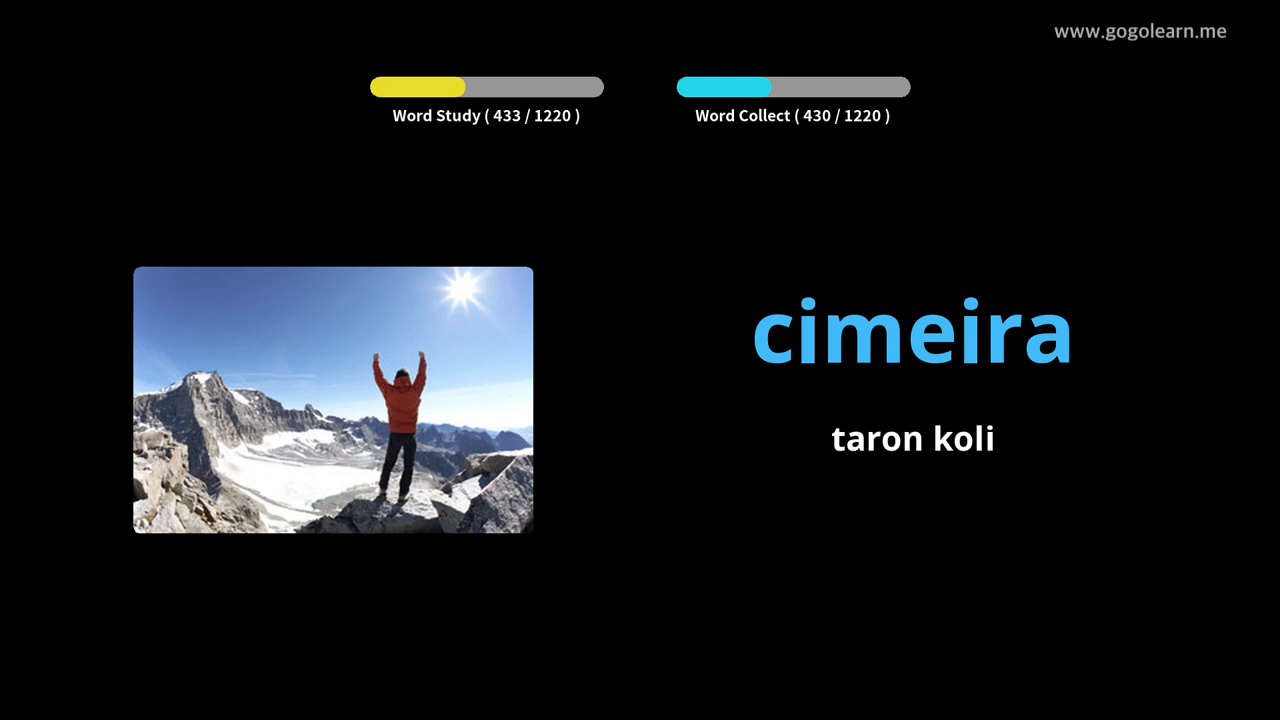 www.gogolearn.me
Word Study ( 433 / 1220 )
Word Collect ( 430 / 1220 )
cimeira
taron koli